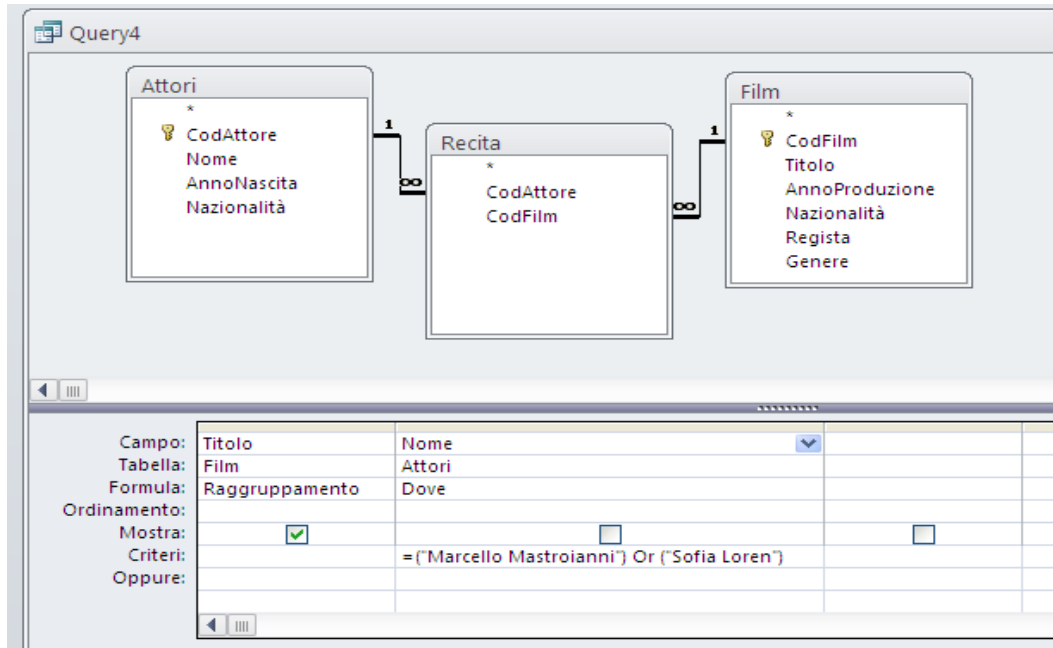 Query4
Attori
*
CodAttore
Nome
AnnoNascita
Nazionalità
1
∞
Recita
*
CodAttore
CodFilm
1
∞
Film
*
CodFilm
Titolo
AnnoProduzione
Nazionalità
Regista
Genere
Campo: Titolo Nome
Tabella: Film Attori
Formula: Raggruppamento Dove
Ordinamento:
Mostra:
Criteri: =("Marcello Mastroianni") Or ("Sofia Loren")
Oppure: